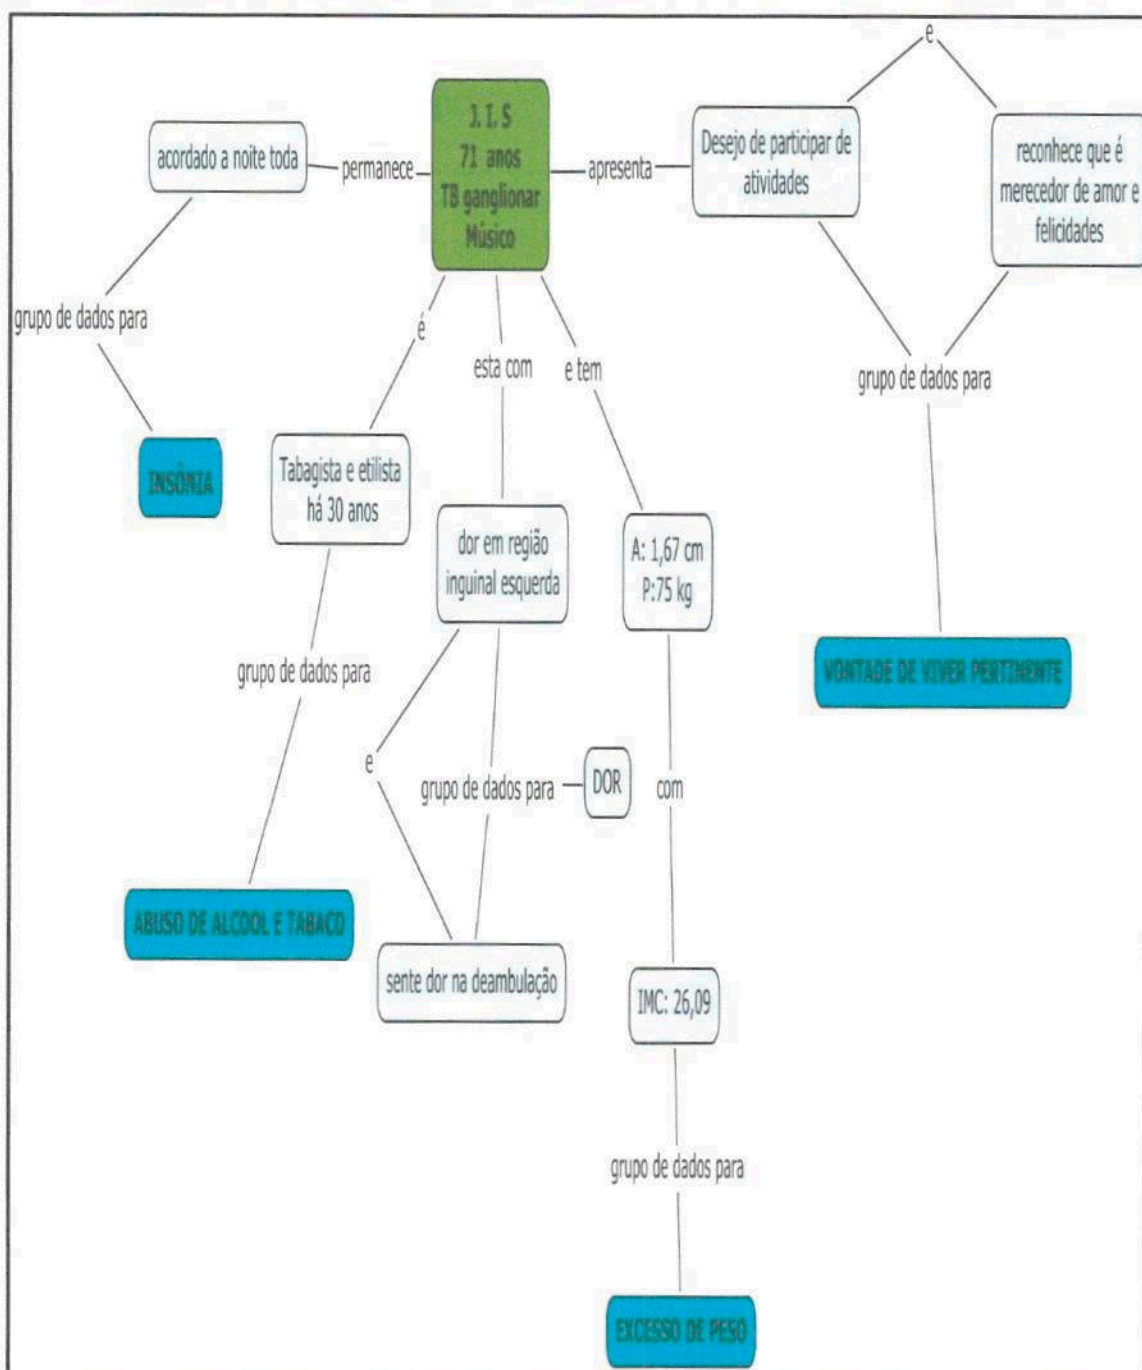 e
J. I. S
71 anos
TB ganglionar
Músico
acordado a noite toda
permanece
apresenta
Desejo de participar de
atividades
reconhece que é
merecedor de amor e
felicidades
grupo de dados para
é
esta com
e tem
grupo de dados para
INSÔNIA
Tabagista e etilista
há 30 anos
dor em região
inguinal esquerda
A: 1,67 cm
P:75 kg
grupo de dados para
VONTADE DE VIVER PERTINENTE
e
grupo de dados para
DOR
com
ABUSO DE ALCOOL E TABACO
sente dor na deambulação
IMC: 26,09
grupo de dados para
EXCESSO DE PESO